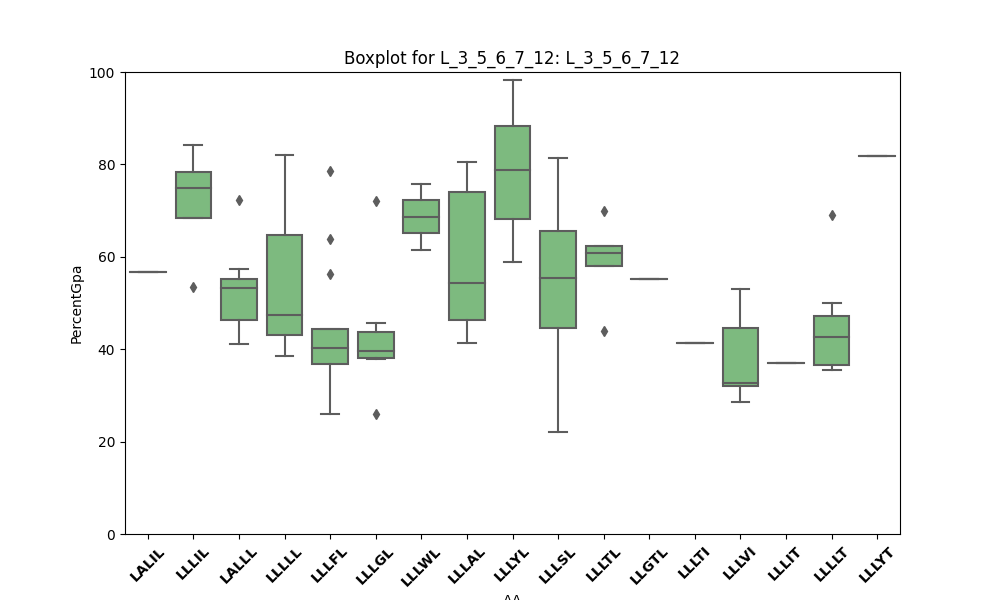 Boxplot for L_3_5_6_7_12: L_3_5_6_7_12
100
80
60
40
20
0
PercentGpa
LALIL
LLLIL
LALLL
LLLLL
LLLFL
LLLGL
LLLWL
LLLAL
LLLYL
LLLSL
LLLTL
LLGTL
LLLTI
LLLVI
LLLIT
LLLLT
LLLYT
AA